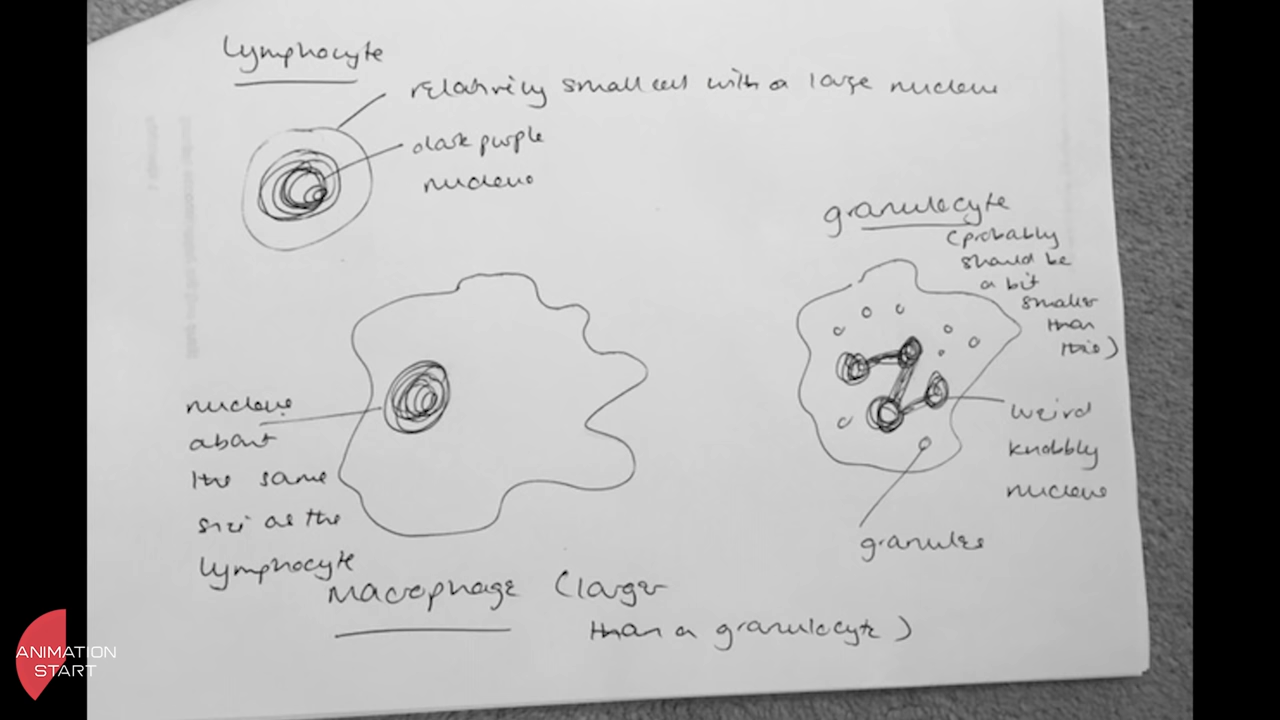 Lymphocyte
relatively small cell with a large nucleus
dark purple
nucleus
granulocyte
(probably
should be
a bit
smaller
than
this)
nucleus
about
the same
size as the
lymphocyte
weird
knobbly
nucleus
granules
Macrophage (larger
than a granulocyte)
ANIMATION
START